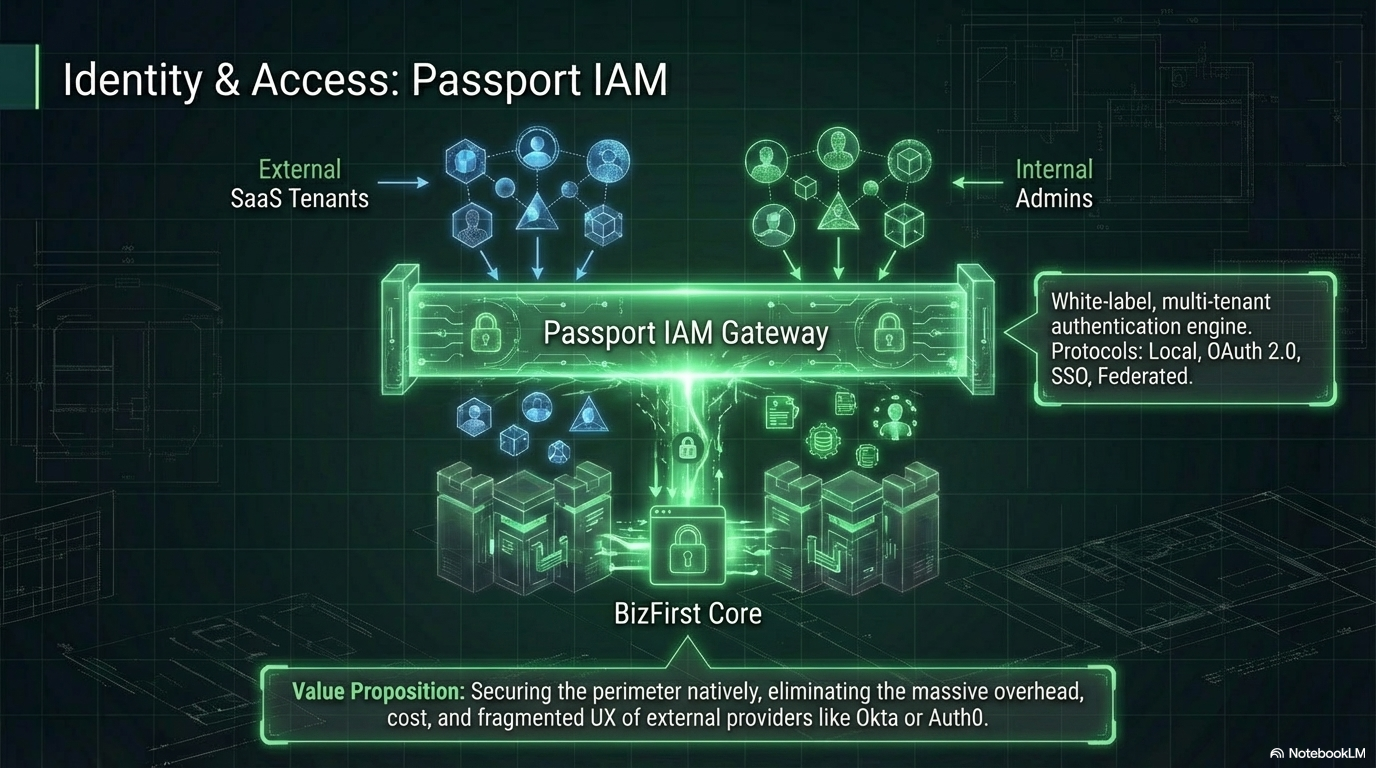 Identity & Access: Passport IAM
External
SaaS Tenants
Internal
Admins
Passport IAM Gateway
White-label, multi-tenant
authentication engine.
Protocols: Local, OAuth 2.0,
SSO, Federated.
BizFirst Core
Value Proposition: Securing the perimeter natively, eliminating the massive overhead,
cost, and fragmented UX of external providers like Okta or Auth0.
NotebookLM